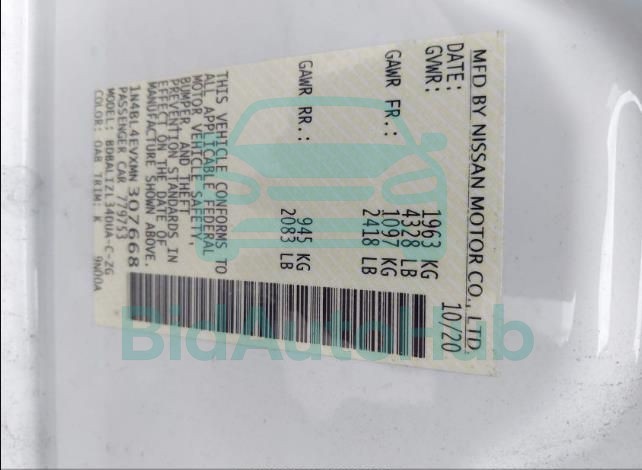 MFD BY NISSAN MOTOR CO., LTD.
DATE: 10/20
GVWR: 1963 KG
4328 LB
GAWR FR.: 1097 KG
2418 LB
GAWR RR.: 945 KG
2083 LB
THIS VEHICLE CONFORMS TO
ALL APPLICABLE FEDERAL
MOTOR VEHICLE SAFETY,
BUMPER AND THEFT
PREVENTION STANDARDS IN
EFFECT ON THE DATE OF
MANUFACTURE SHOWN ABOVE.
1N4BL4EVXMN307668
PASSENGER CAR 779753
MODEL: BDBALTZL34DUA-C-ZG
COLOR: QAB TRIM: K 9N00A
BidAutoHub